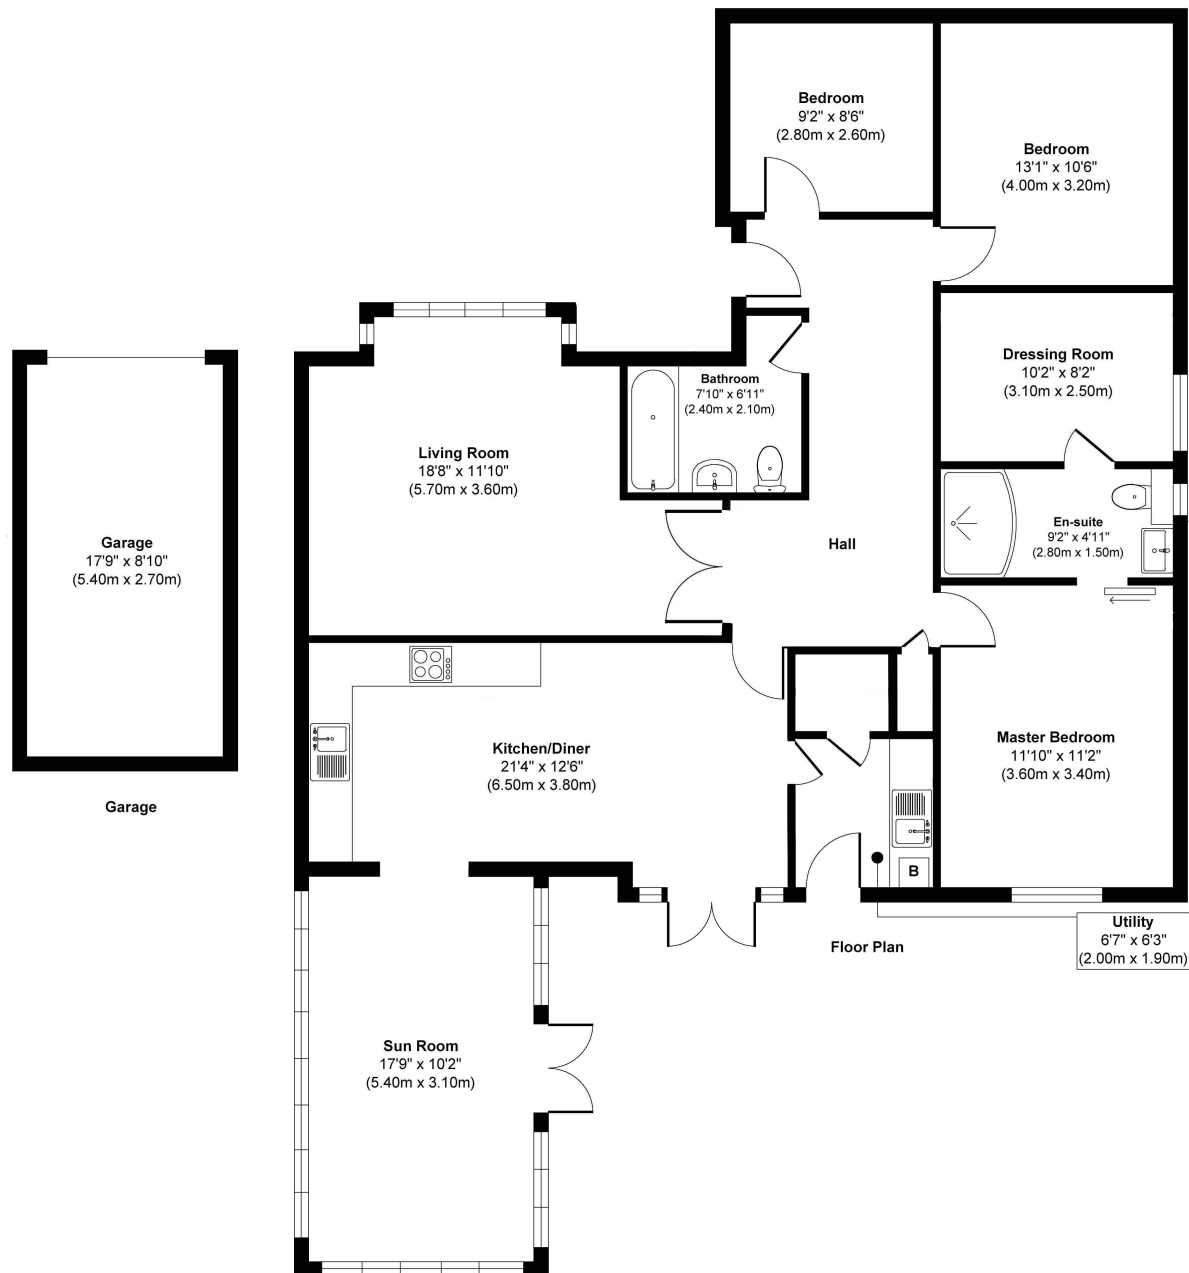 Bedroom
9'2" x 8'6"
(2.80m x 2.60m)
Bedroom
13'1" x 10'6"
(4.00m x 3.20m)
Dressing Room
10'2" x 8'2"
(3.10m x 2.50m)
Bathroom
7'10" x 6'11"
(2.40m x 2.10m)
Living Room
18'8" x 11'10"
(5.70m x 3.60m)
En-suite
9'2" x 4'11"
(2.80m x 1.50m)
Hall
Garage
17'9" x 8'10"
(5.40m x 2.70m)
Garage
Kitchen/Diner
21'4" x 12'6"
(6.50m x 3.80m)
Master Bedroom
11'10" x 11'2"
(3.60m x 3.40m)
B
Utility
6'7" x 6'3"
(2.00m x 1.90m)
Floor Plan
Sun Room
17'9" x 10'2"
(5.40m x 3.10m)